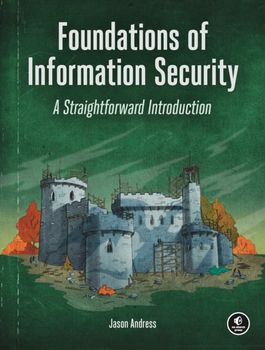 Foundations of
Information Security
A Straightforward Introduction
Jason Andress